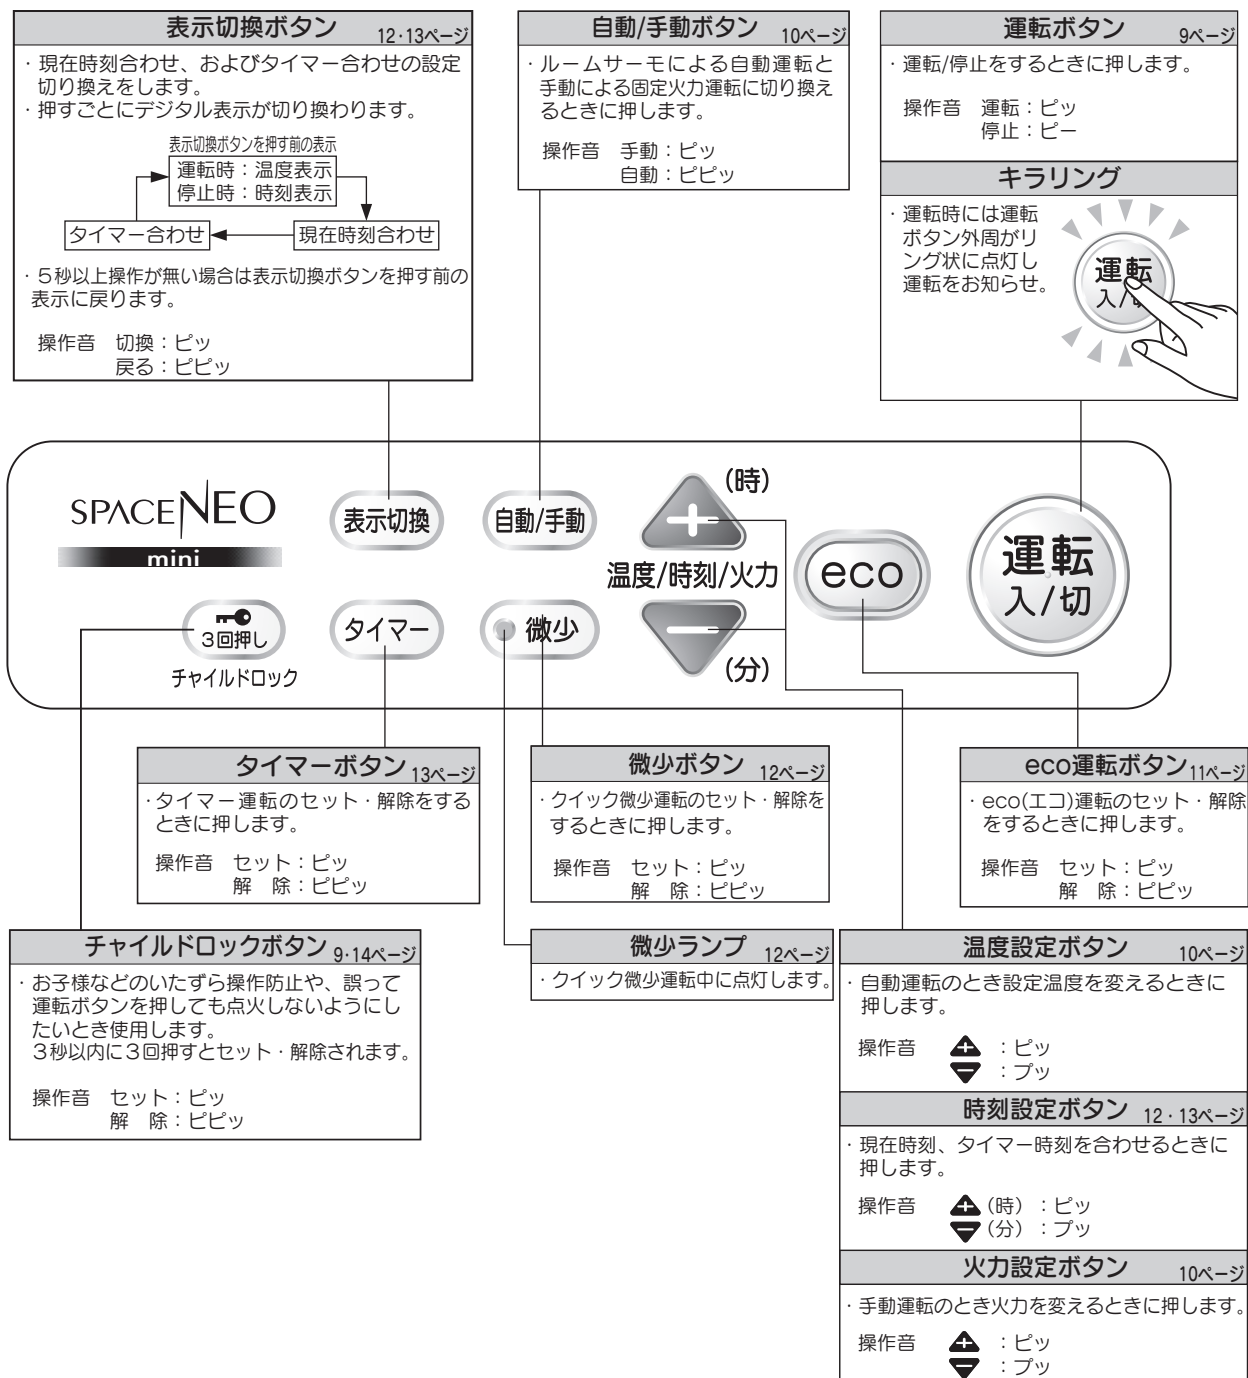 表示切換ボタン 12·13ページ
・現在時刻合わせ、およびタイマー合わせの設定
切り換えをします。
・押すごとにデジタル表示が切り換わります。
表示切換ボタンを押す前の表示
運転時：温度表示
停止時：時刻表示
タイマー合わせ
現在時刻合わせ
・５秒以上操作が無い場合は表示切換ボタンを押す前の
表示に戻ります。
操作音 切換：ピッ
戻る：ピピッ
自動/手動ボタン 10ページ
・ルームサーモによる自動運転と
手動による固定火力運転に切り換え
るときに押します。
操作音 手動：ピッ
自動：ピピッ
運転ボタン 9ページ
・運転/停止をするときに押します。
操作音 運転：ピッ
停止：ピー
キラリング
・運転時には運転
ボタン外周がリ
ング状に点灯し
運転をお知らせ。
運転
入/切
SPACENEO
mini
3回押し
チャイルドロック
表示切換
タイマー
自動/手動
微少
(時)
温度/時刻/火力
(分)
eco
運転
入/切
タイマーボタン 13ページ
・タイマー運転のセット・解除をする
ときに押します。
操作音 セット：ピッ
解 除：ピピッ
微少ボタン 12ページ
・クイック微少運転のセット・解除を
するときに押します。
操作音 セット：ピッ
解 除：ピピッ
eco運転ボタン 11ページ
・eco(エコ)運転のセット・解除
をするときに押します。
操作音 セット：ピッ
解 除：ピピッ
チャイルドロックボタン 9·14ページ
・お子様などのいたずら操作防止や、誤って
運転ボタンを押しても点火しないようにし
たいとき使用します。
３秒以内に３回押すとセット・解除されます。
操作音 セット：ピッ
解 除：ピピッ
微少ランプ 12ページ
・クイック微少運転中に点灯します。
温度設定ボタン 10ページ
・自動運転のとき設定温度を変えるときに
押します。
操作音 ＋：ピッ
－：プッ
時刻設定ボタン 12·13ページ
・現在時刻、タイマー時刻を合わせるときに
押します。
操作音 ＋(時)：ピッ
－(分)：プッ
火力設定ボタン 10ページ
・手動運転のとき火力を変えるときに押します。
操作音 ＋：ピッ
－：プッ